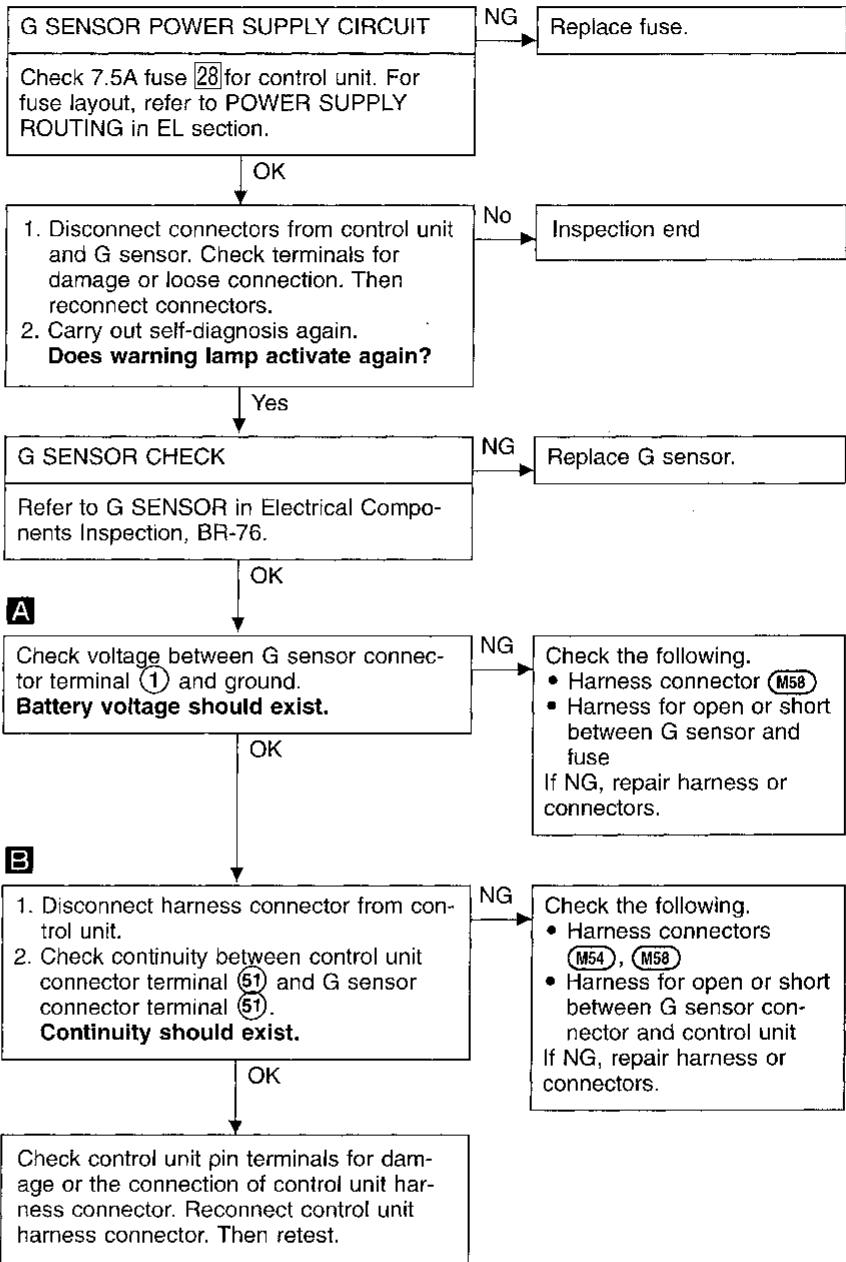 G SENSOR POWER SUPPLY CIRCUIT
NG
Replace fuse.
Check 7.5A fuse 28 for control unit. For
fuse layout, refer to POWER SUPPLY
ROUTING in EL section.
OK
1. Disconnect connectors from control unit
and G sensor. Check terminals for
damage or loose connection. Then
reconnect connectors.
2. Carry out self-diagnosis again.
Does warning lamp activate again?
No
Inspection end
Yes
G SENSOR CHECK
NG
Replace G sensor.
Refer to G SENSOR in Electrical Compo-
nents Inspection, BR-76.
OK
A
Check voltage between G sensor connec-
tor terminal 1 and ground.
Battery voltage should exist.
NG
Check the following.
• Harness connector M58
• Harness for open or short
between G sensor and
fuse
If NG, repair harness or
connectors.
OK
B
1. Disconnect harness connector from con-
trol unit.
2. Check continuity between control unit
connector terminal 51 and G sensor
connector terminal 51.
Continuity should exist.
NG
Check the following.
• Harness connectors
M54, M58
• Harness for open or short
between G sensor con-
nector and control unit
If NG, repair harness or
connectors.
OK
Check control unit pin terminals for dam-
age or the connection of control unit har-
ness connector. Reconnect control unit
harness connector. Then retest.